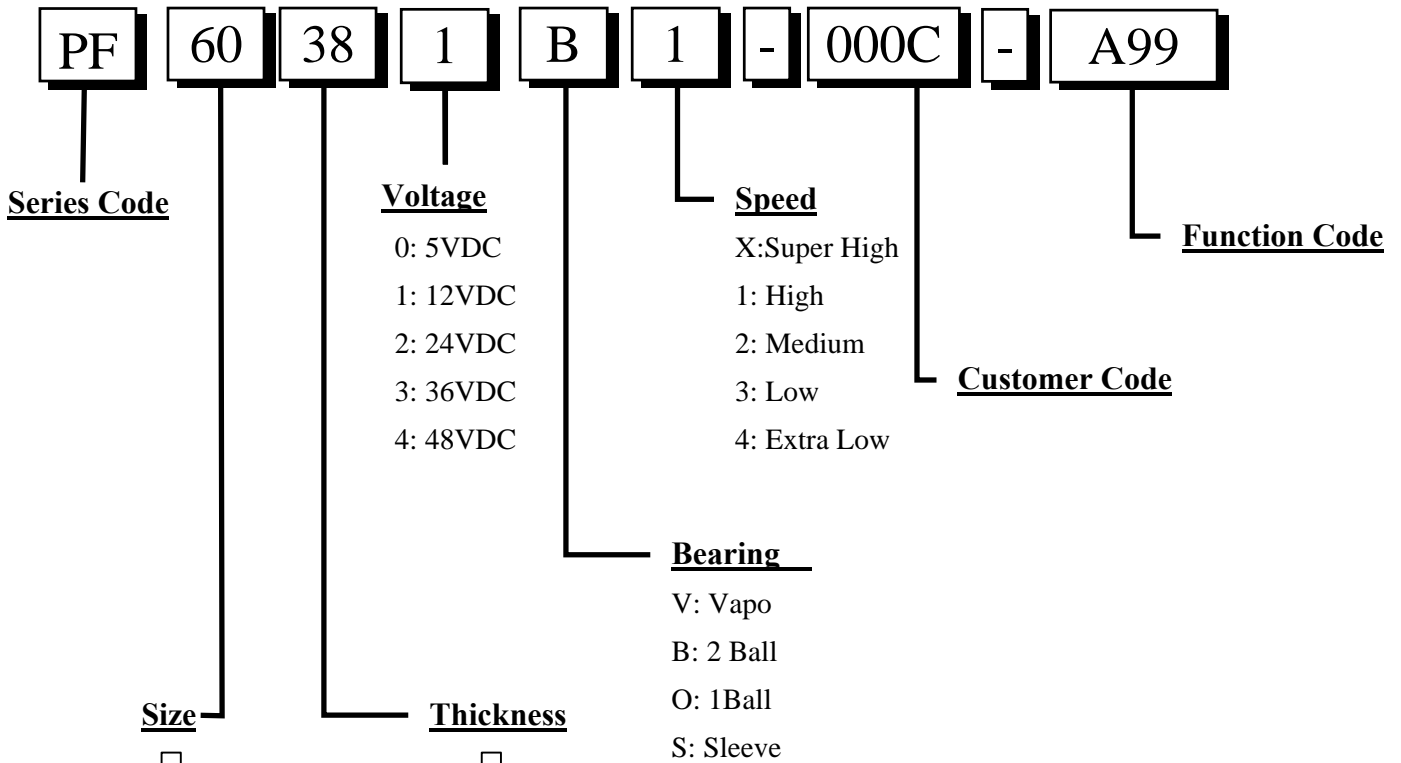 PF 60 38 1 B 1 - 000C - A99
Series Code
Voltage
0: 5VDC
1: 12VDC
2: 24VDC
3: 36VDC
4: 48VDC
Speed
X:Super High
1: High
2: Medium
3: Low
4: Extra Low
Function Code
Customer Code
Bearing
V: Vapo
B: 2 Ball
O: 1Ball
S: Sleeve
Size
Thickness